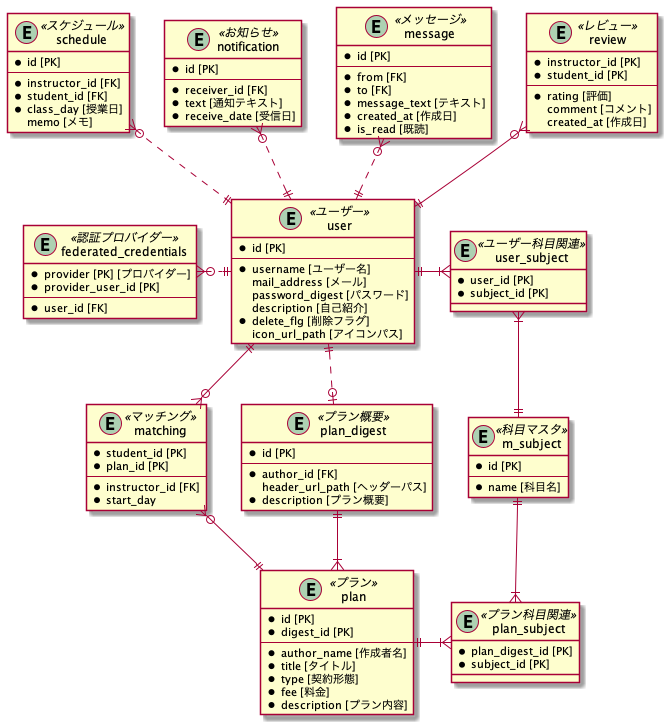 E
«スケジュール»
schedule
id [PK]
instructor_id [FK]
student_id [FK]
class_day [授業日]
memo [メモ]
E
«お知らせ»
notification
id [PK]
receiver_id [FK]
text [通知テキスト]
receive_date [受信日]
E
«メッセージ»
message
id [PK]
from [FK]
to [FK]
message_text [テキスト]
created_at [作成日]
is_read [既読]
E
«レビュー»
review
instructor_id [PK]
student_id [PK]
rating [評価]
comment [コメント]
created_at [作成日]
E
«認証プロバイダー»
federated_credentials
provider [PK] [プロバイダー]
provider_user_id [PK]
user_id [FK]
E
«ユーザー»
user
id [PK]
username [ユーザー名]
mail_address [メール]
password_digest [パスワード]
description [自己紹介]
delete_flg [削除フラグ]
icon_url_path [アイコンパス]
E
«ユーザー科目関連»
user_subject
user_id [PK]
subject_id [PK]
E
«マッチング»
matching
student_id [PK]
plan_id [PK]
instructor_id [FK]
start_day
E
«プラン概要»
plan_digest
id [PK]
author_id [FK]
header_url_path [ヘッダーパス]
description [プラン概要]
E
«科目マスタ»
m_subject
id [PK]
name [科目名]
E
«プラン»
plan
id [PK]
digest_id [PK]
author_name [作成者名]
title [タイトル]
type [契約形態]
fee [料金]
description [プラン内容]
E
«プラン科目関連»
plan_subject
plan_digest_id [PK]
subject_id [PK]